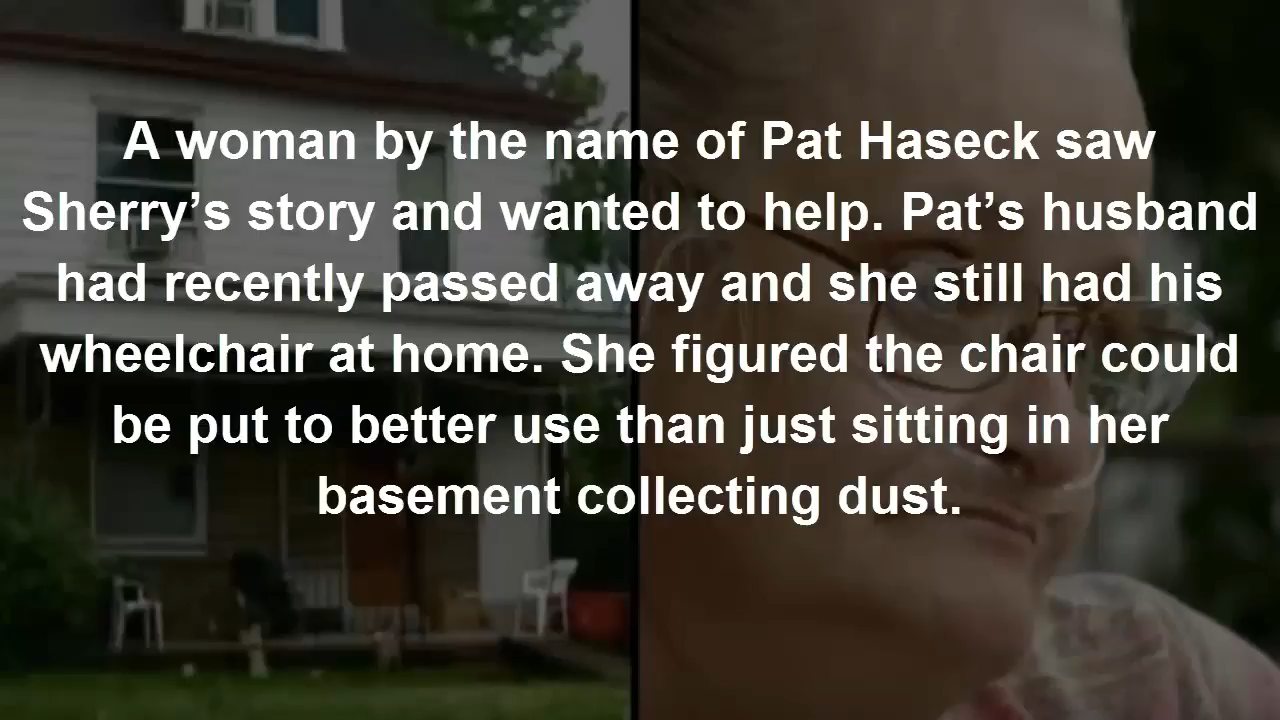 A woman by the name of Pat Haseck saw
Sherry’s story and wanted to help. Pat’s husband
had recently passed away and she still had his
wheelchair at home. She figured the chair could
be put to better use than just sitting in her
basement collecting dust.